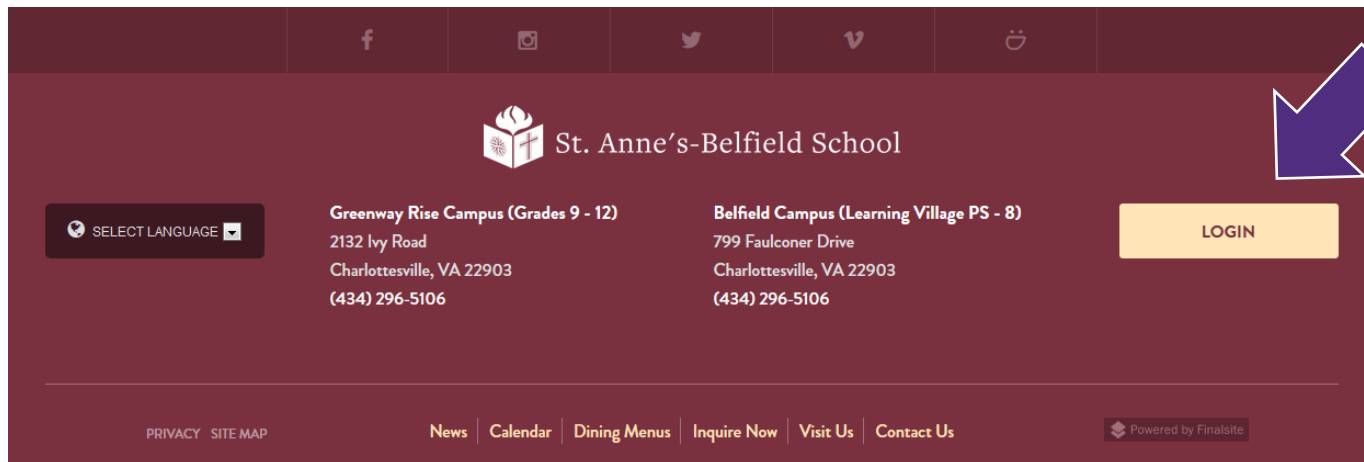 St. Anne's-Belfield School
SELECT LANGUAGE
Greenway Rise Campus (Grades 9 - 12)
2132 Ivy Road
Charlottesville, VA 22903
(434) 296-5106
Belfield Campus (Learning Village PS - 8)
799 Faulconer Drive
Charlottesville, VA 22903
(434) 296-5106
LOGIN
PRIVACY SITE MAP
News | Calendar | Dining Menus | Inquire Now | Visit Us | Contact Us
Powered by Finalsite